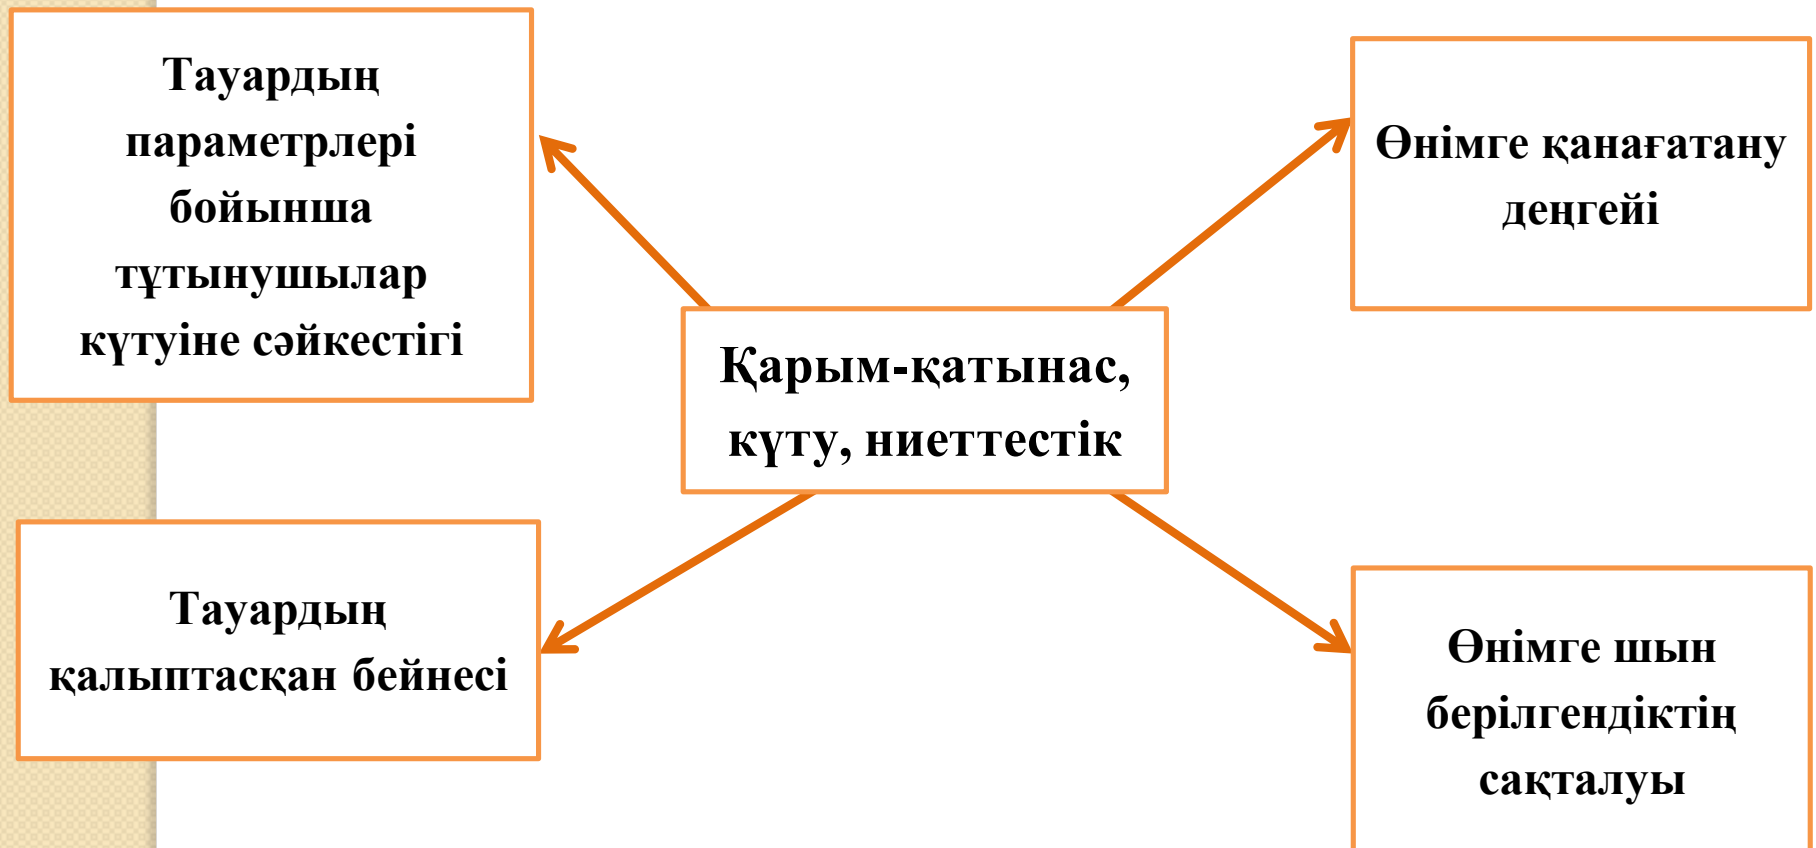 Тауардың
параметрлері
бойынша
тұтынушылар
күтуіне сәйкестігі
Өнімге қанағатану
деңгейі
Қарым-қатынас,
күту, ниеттестік
Тауардың
қалыптасқан бейнесі
Өнімге шын
берілгендіктің
сақталуы